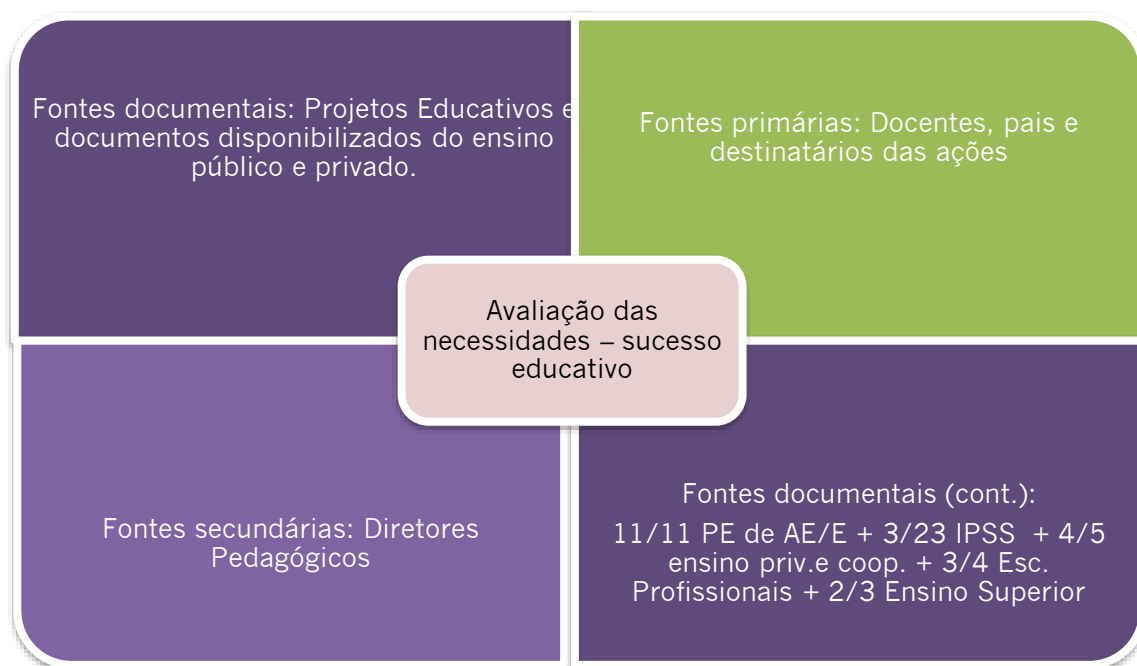 Fontes documentais: Projetos Educativos e
documentos disponibilizados do ensino
público e privado.
Fontes primárias: Docentes, pais e
destinatários das ações
Avaliação das
necessidades – sucesso
educativo
Fontes secundárias: Diretores
Pedagógicos
Fontes documentais (cont.):
11/11 PE de AE/E + 3/23 IPSS + 4/5
ensino priv.e coop. + 3/4 Esc.
Profissionais + 2/3 Ensino Superior